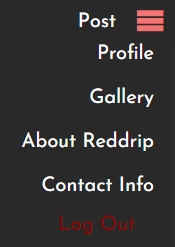 Post
Profile
Gallery
About Reddrip
Contact Info
Log Out